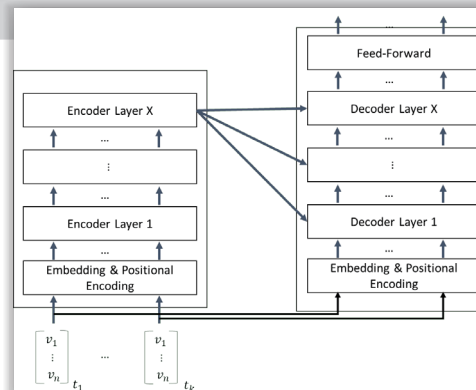 ...
Feed-Forward
...
Encoder Layer X
Decoder Layer X
...
...
⋮
⋮
...
...
Encoder Layer 1
Decoder Layer 1
...
...
Embedding & Positional
Encoding
Embedding & Positional
Encoding
v₁
⋮
vₙ
t₁
...
v₁
⋮
vₙ
tₖ